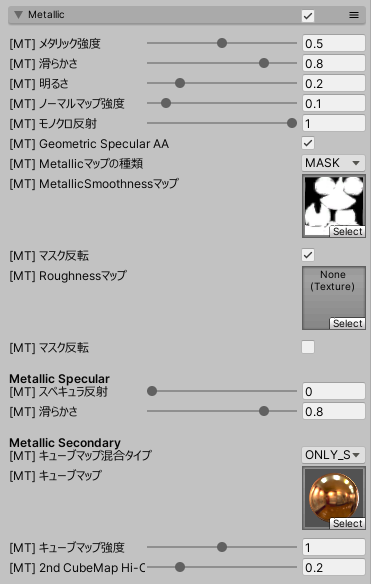 Metallic
[MT] メタリック強度 0.5
[MT] 滑らかさ 0.8
[MT] 明るさ 0.2
[MT] ノーマルマップ強度 0.1
[MT] モノクロ反射 1
[MT] Geometric Specular AA
[MT] Metallicマップの種類 MASK
[MT] MetallicSmoothnessマップ
Select
[MT] マスク反転
[MT] Roughnessマップ
None
(Texture)
Select
[MT] マスク反転
Metallic Specular
[MT] スペキュラ反射 0
[MT] 滑らかさ 0.8
Metallic Secondary
[MT] キューブマップ混合タイプ ONLY_S
[MT] キューブマップ
Select
[MT] キューブマップ強度 1
[MT] 2nd CubeMap Hi-C 0.2